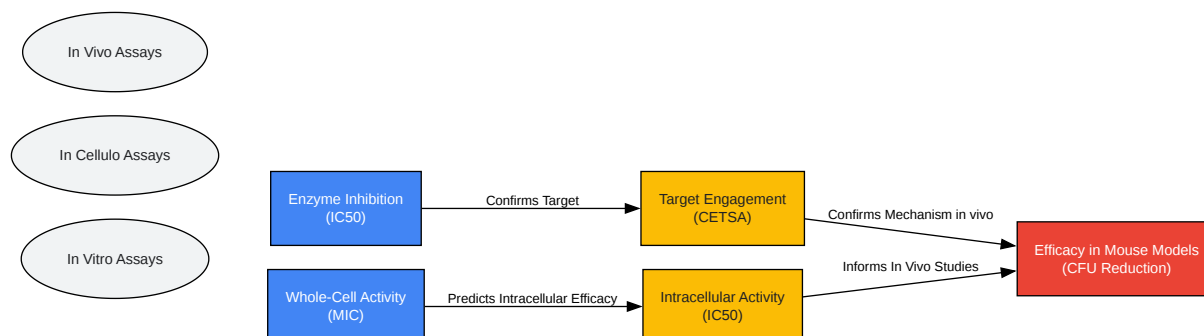 In Vivo Assays
In Cellulo Assays
In Vitro Assays
Enzyme Inhibition
(IC50)
Confirms Target
Target Engagement
(CETSA)
Confirms Mechanism in vivo
Efficacy in Mouse Models
(CFU Reduction)
Whole-Cell Activity
(MIC)
Predicts Intracellular Efficacy
Intracellular Activity
(IC50)
Informs In Vivo Studies